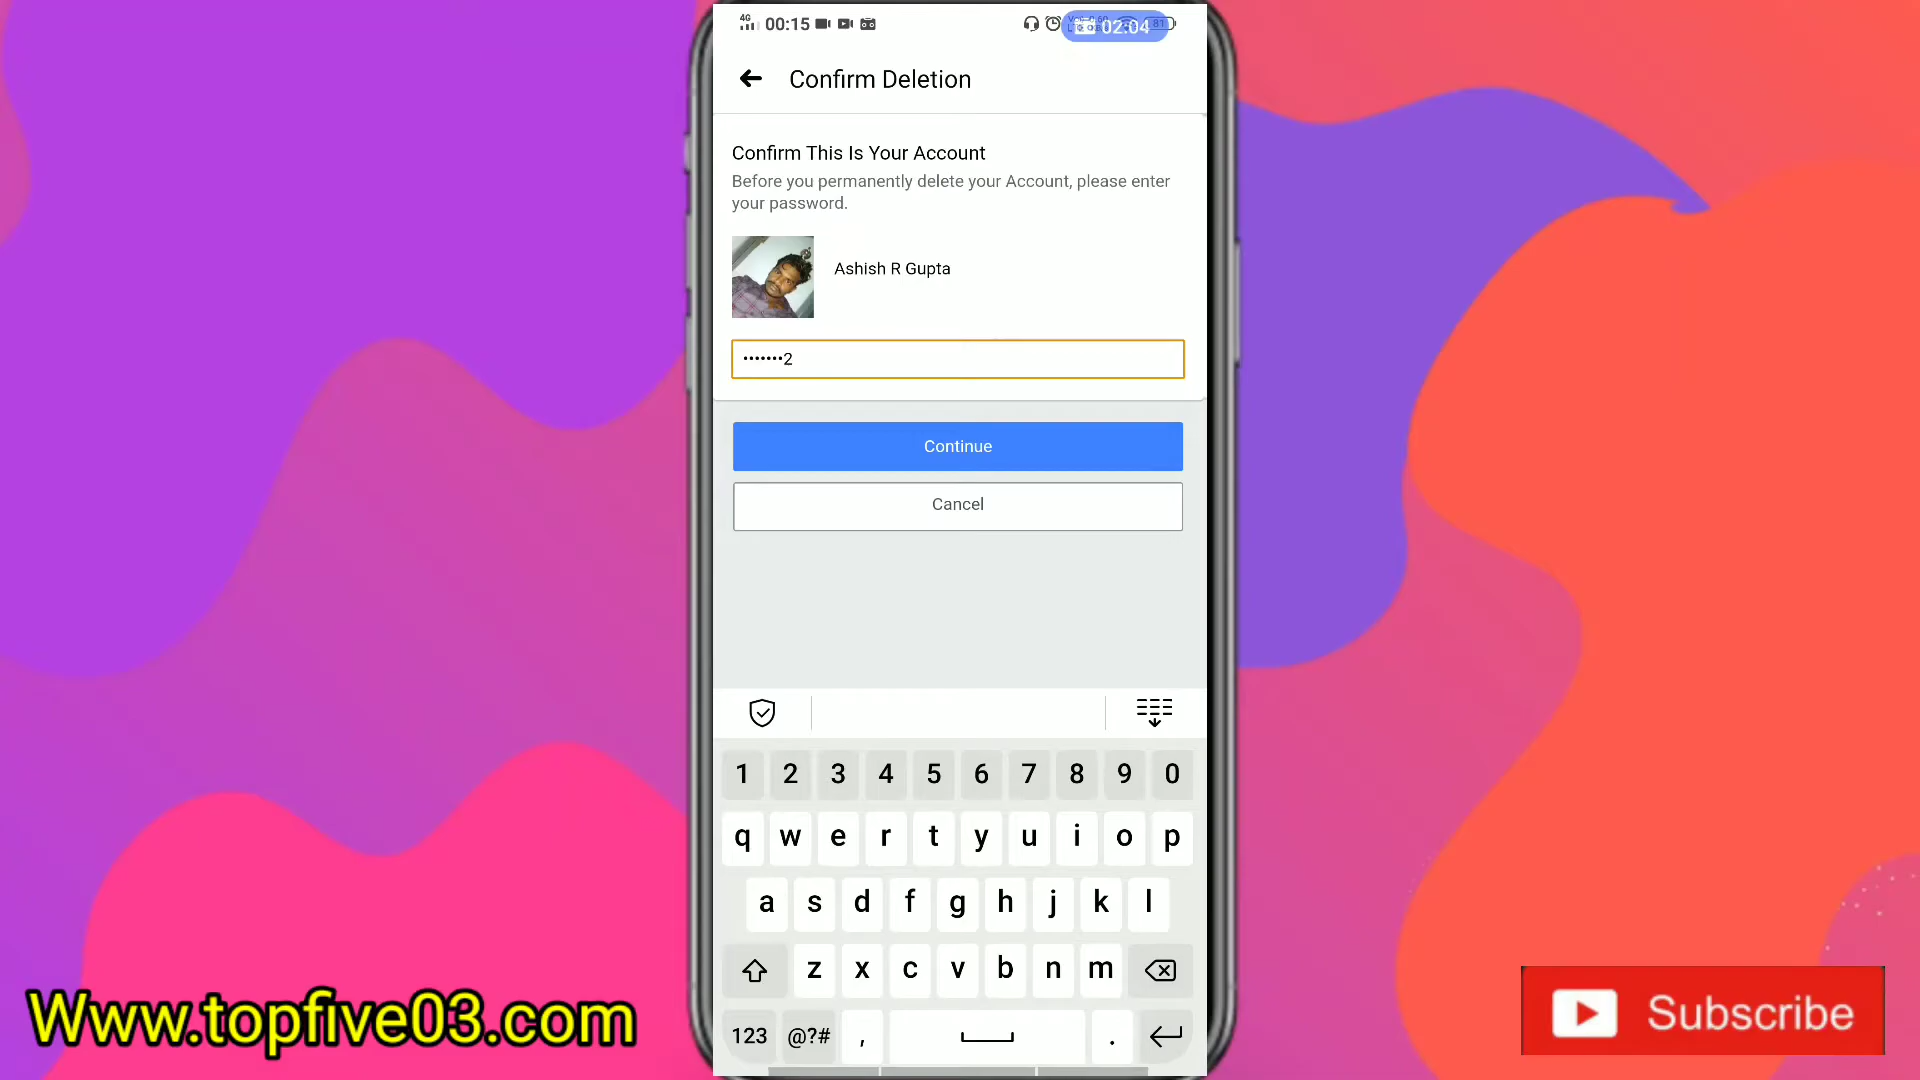 4G 00:15
02:04
81
Confirm Deletion
Confirm This Is Your Account
Before you permanently delete your Account, please enter
your password.
Ashish R Gupta
•••••••2
Continue
Cancel
1 2 3 4 5 6 7 8 9 0
q w e r t y u i o p
a s d f g h j k l
z x c v b n m
123 @?# , .
Www.topfive03.com
Subscribe